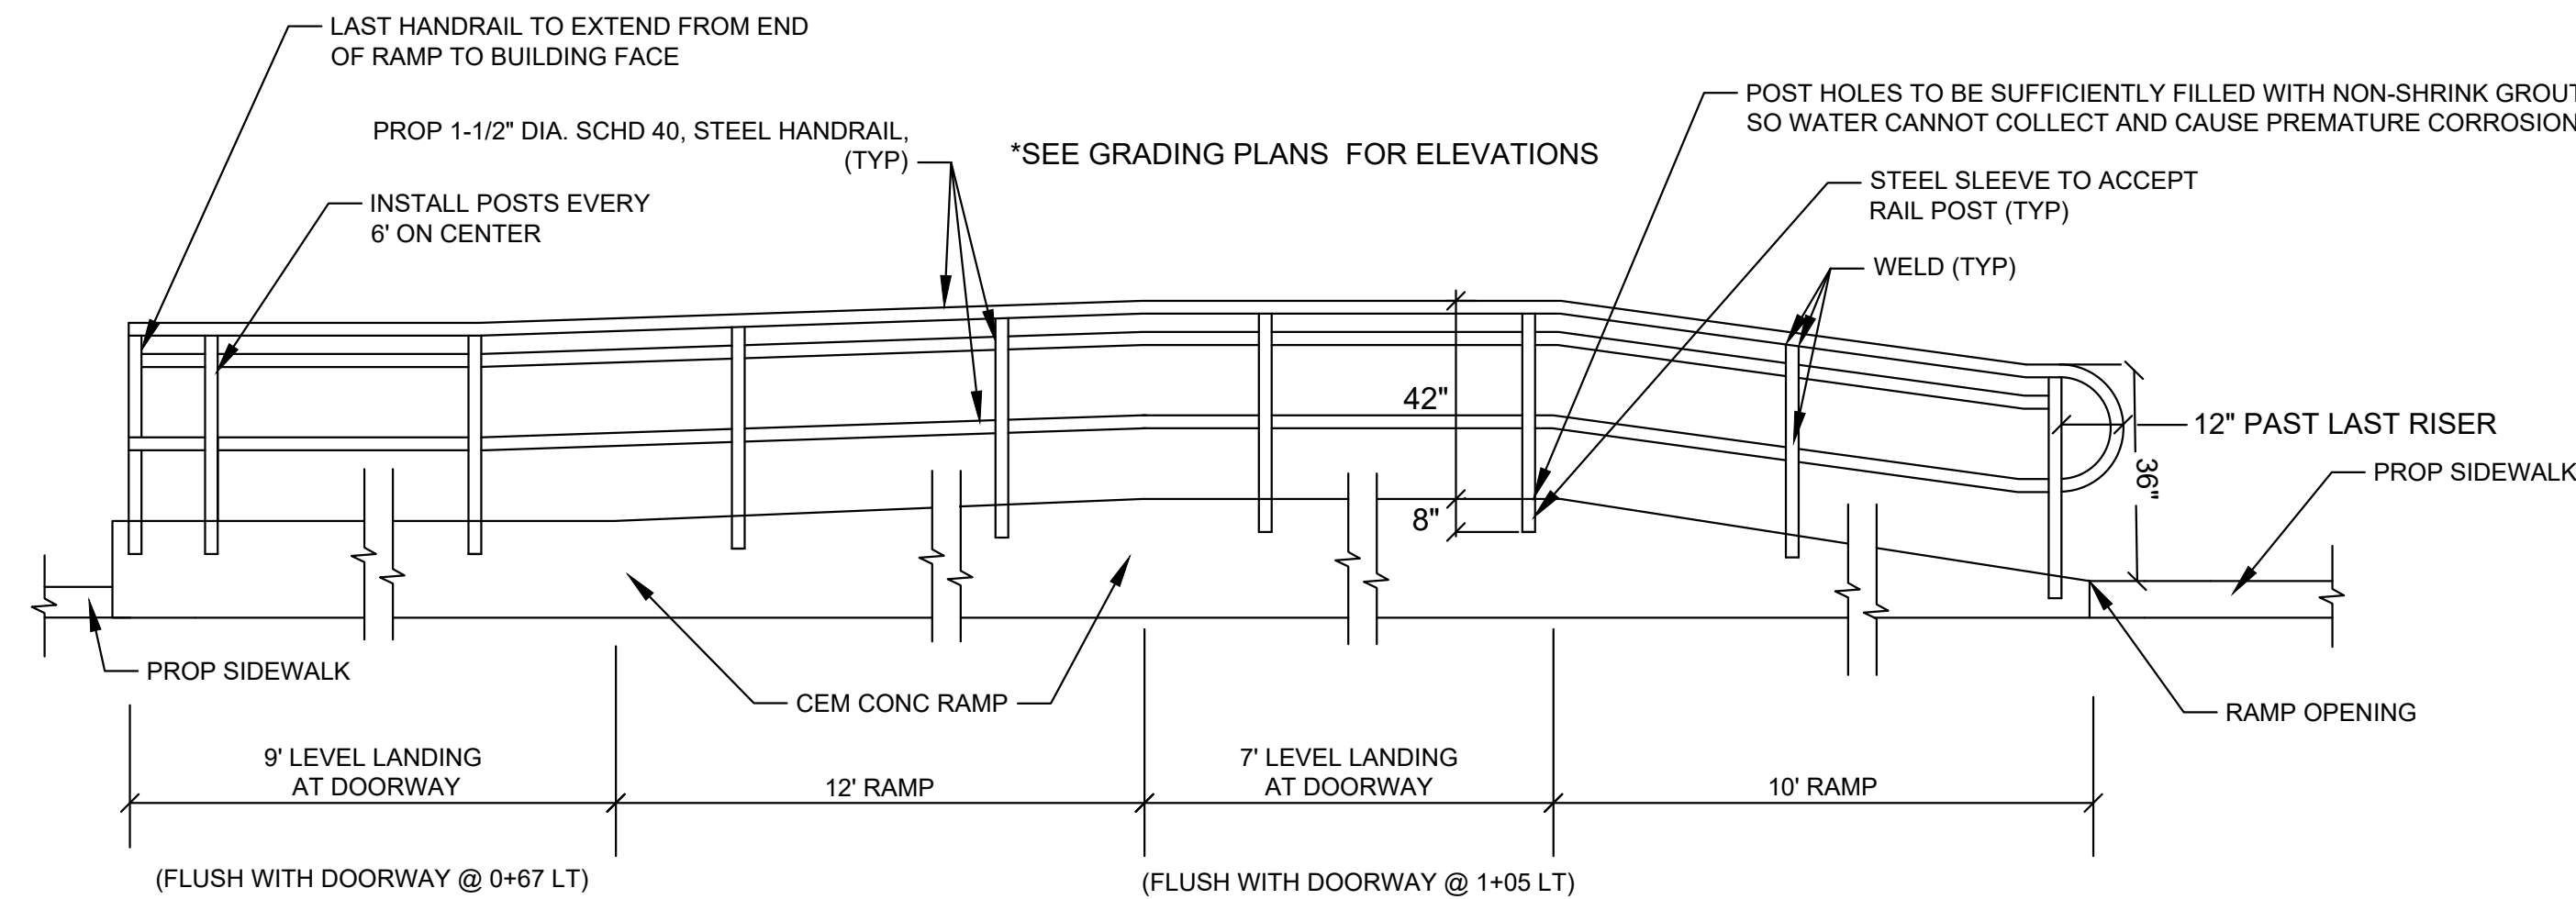 LAST HANDRAIL TO EXTEND FROM END
OF RAMP TO BUILDING FACE
PROP 1-1/2" DIA. SCHD 40, STEEL HANDRAIL,
(TYP)
*SEE GRADING PLANS FOR ELEVATIONS
POST HOLES TO BE SUFFICIENTLY FILLED WITH NON-SHRINK GROUT
SO WATER CANNOT COLLECT AND CAUSE PREMATURE CORROSION
INSTALL POSTS EVERY
6' ON CENTER
STEEL SLEEVE TO ACCEPT
RAIL POST (TYP)
WELD (TYP)
42"
8"
12" PAST LAST RISER
36"
PROP SIDEWALK
PROP SIDEWALK
CEM CONC RAMP
RAMP OPENING
9' LEVEL LANDING
AT DOORWAY
12' RAMP
7' LEVEL LANDING
AT DOORWAY
10' RAMP
(FLUSH WITH DOORWAY @ 0+67 LT)
(FLUSH WITH DOORWAY @ 1+05 LT)